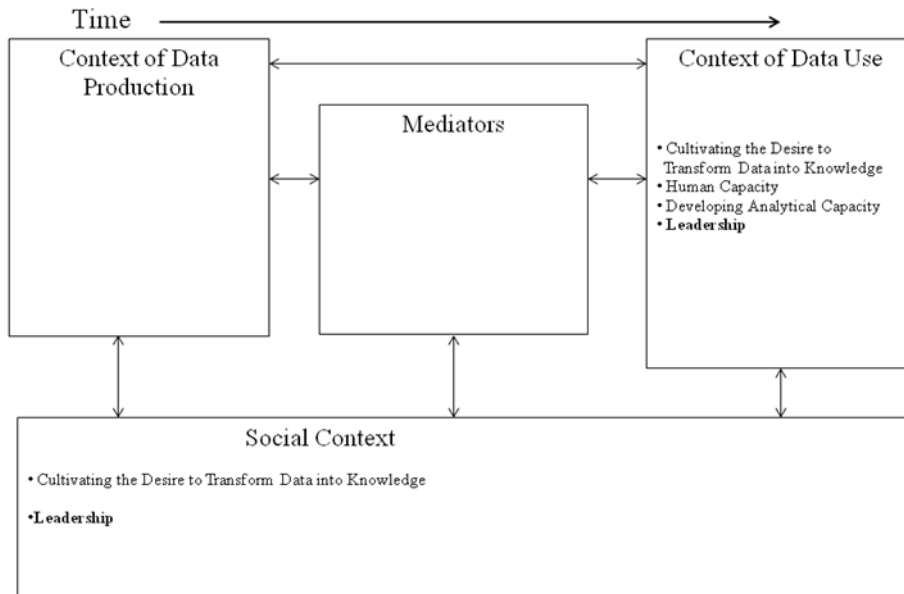 Time
Context of Data
Production
Mediators
Context of Data Use
• Cultivating the Desire to
Transform Data into Knowledge
• Human Capacity
• Developing Analytical Capacity
• Leadership
Social Context
• Cultivating the Desire to Transform Data into Knowledge
•Leadership